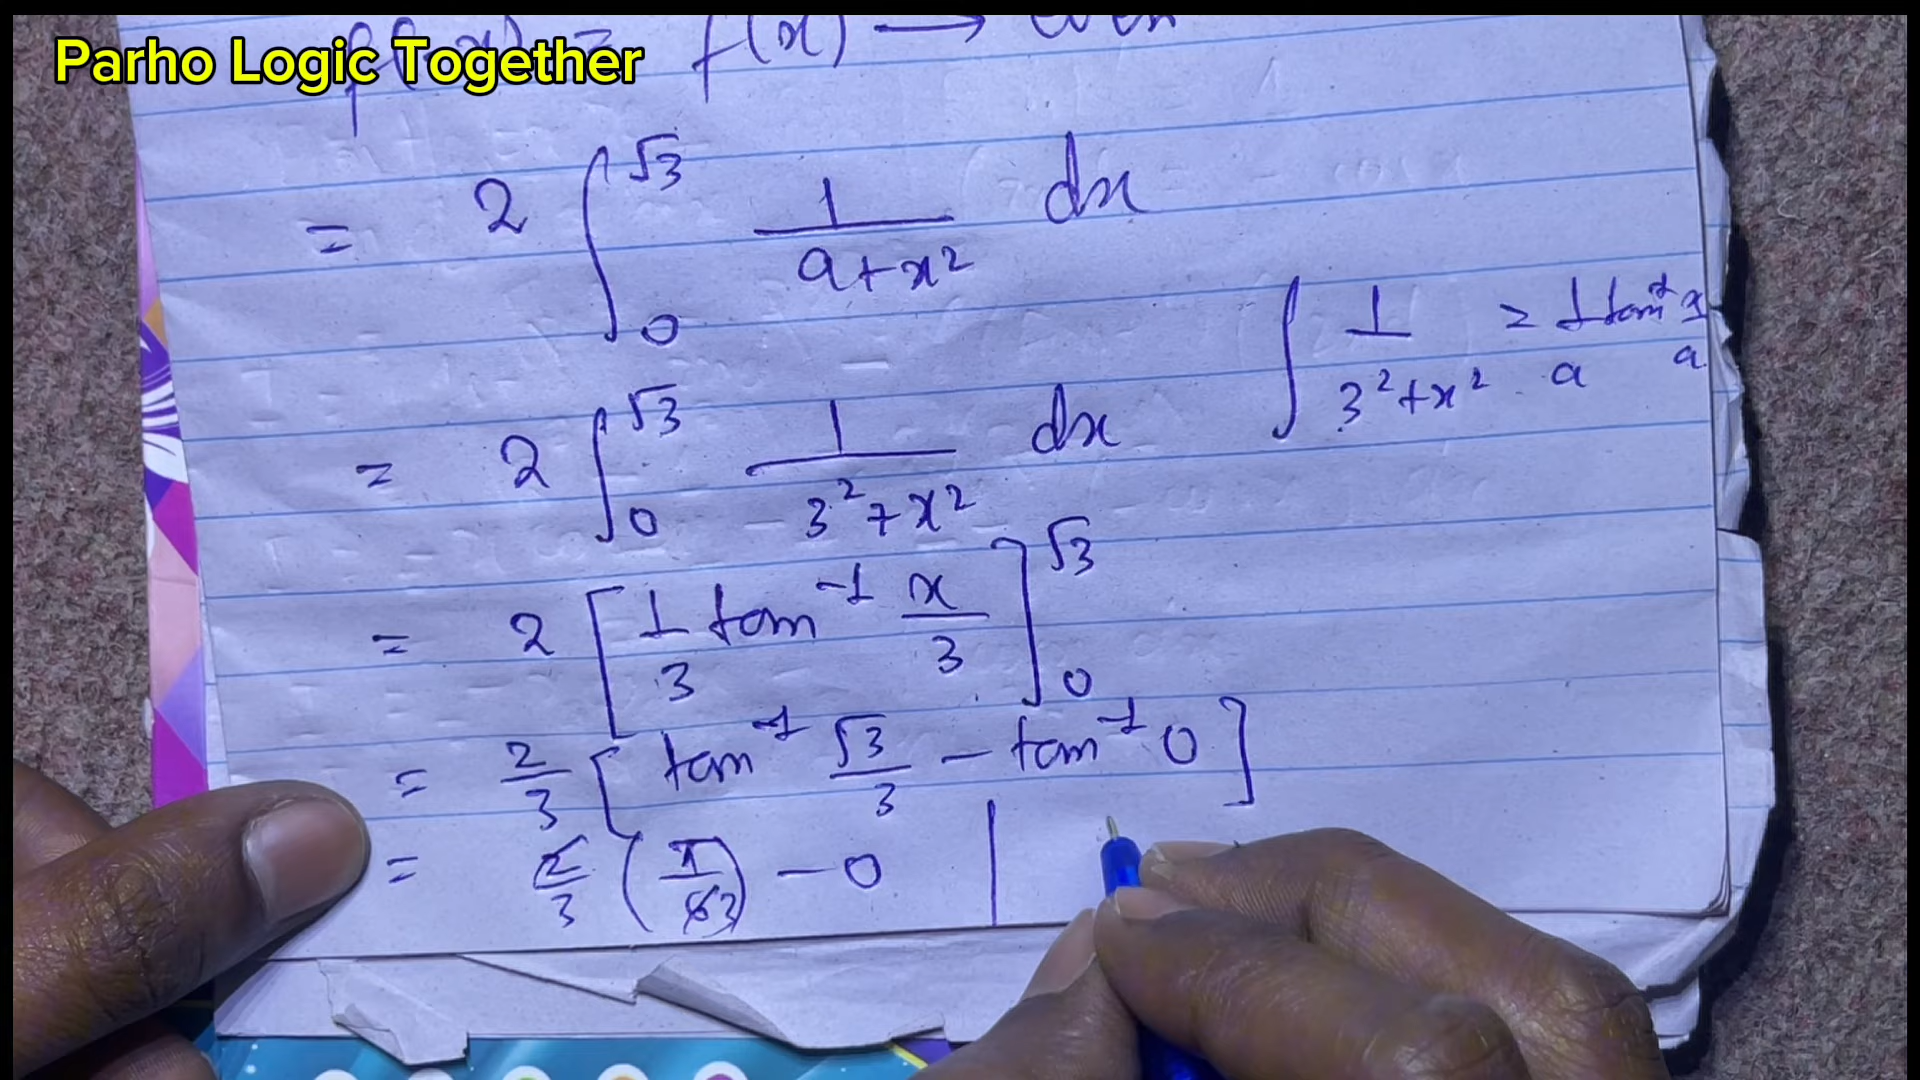 Parho Logic Together
f(x) → even
= 2 ∫₀^√3 1/(9+x²) dx
∫ 1/(3²+x²) = 1/a tan⁻¹ x/a
= 2 ∫₀^√3 1/(3²+x²) dx
= 2 [1/3 tan⁻¹ x/3]₀^√3
= 2/3 [tan⁻¹ √3/3 - tan⁻¹ 0]
= 2/3 (π/6 3) - 0 |